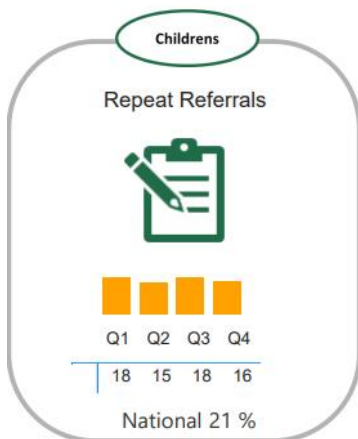 Childrens
Repeat Referrals
Q1 Q2 Q3 Q4
18 15 18 16
National 21 %